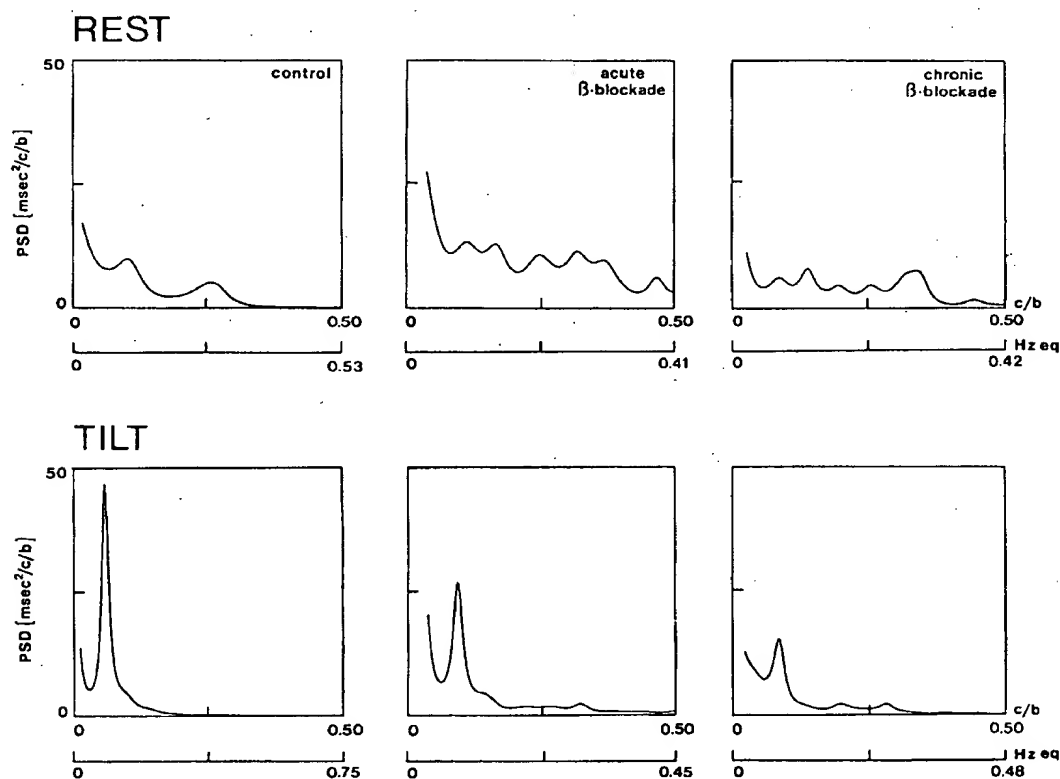 REST
50
control
acute
β-blockade
chronic
β-blockade
PSD [msec²/c/b]
0
0 0.50
0 0.50
0 0.50 c/b
0 0.53
0 0.41
0 0.42 Hz eq
TILT
50
PSD [msec²/c/b]
0
0 0.50
0 0.50
0 0.50 c/b
0 0.75
0 0.45
0 0.48 Hz eq